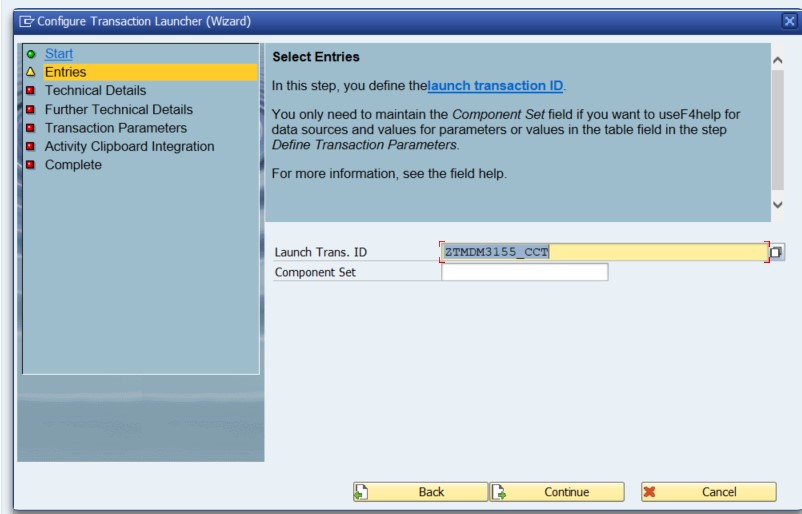 Configure Transaction Launcher (Wizard)
Start
Entries
Technical Details
Further Technical Details
Transaction Parameters
Activity Clipboard Integration
Complete
Select Entries
In this step, you define thelaunch transaction ID.
You only need to maintain the Component Set field if you want to useF4help for
data sources and values for parameters or values in the table field in the step
Define Transaction Parameters.
For more information, see the field help.
Launch Trans. ID ZTMDM3155_CCT
Component Set
Back Continue Cancel